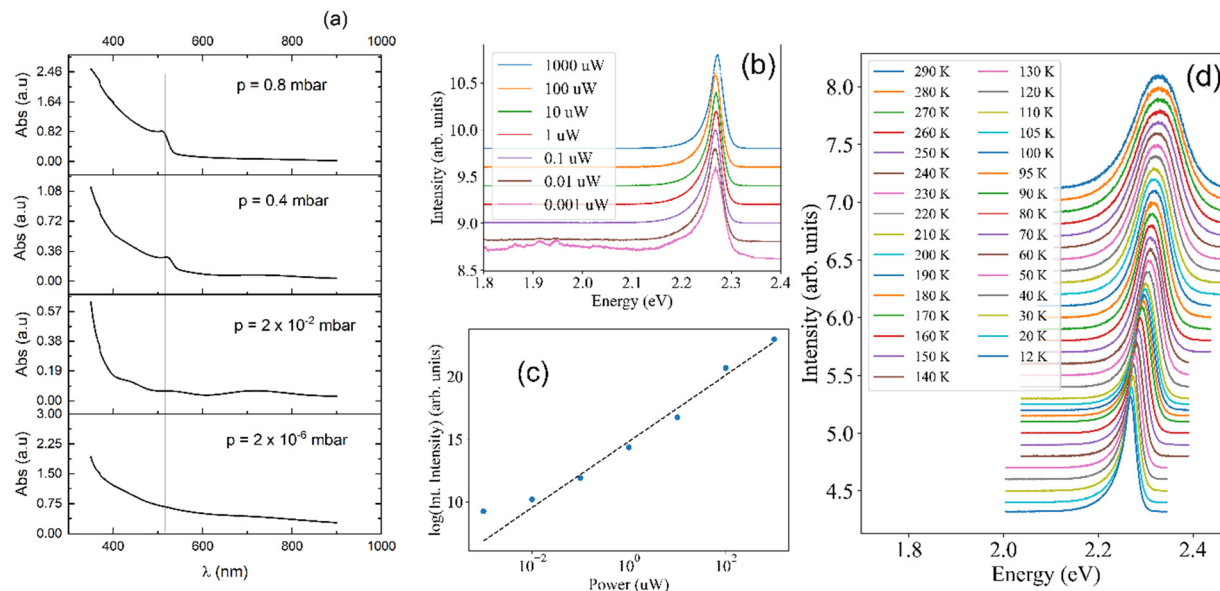 (a)
400 600 800 1000
Abs (a.u)
2.46
1.64
0.82
0.00
p = 0.8 mbar
Abs (a.u)
1.08
0.72
0.36
0.00
p = 0.4 mbar
Abs (a.u)
0.57
0.38
0.19
0.00
p = 2 x 10-2 mbar
Abs (a.u)
3.00
2.25
1.50
0.75
0.00
p = 2 x 10-6 mbar
400 600 800 1000
λ (nm)
(b)
Intensity (arb. units)
10.5
10.0
9.5
9.0
8.5
1000 uW
100 uW
10 uW
1 uW
0.1 uW
0.01 uW
0.001 uW
1.8 1.9 2.0 2.1 2.2 2.3 2.4
Energy (eV)
(c)
log(Int. Intensity) (arb. units)
20
15
10
10-2 100 102
Power (uW)
(d)
Intensity (arb. units)
8.0
7.5
7.0
6.5
6.0
5.5
5.0
4.5
290 K
280 K
270 K
260 K
250 K
240 K
230 K
220 K
210 K
200 K
190 K
180 K
170 K
160 K
150 K
140 K
130 K
120 K
110 K
105 K
100 K
95 K
90 K
80 K
70 K
60 K
50 K
40 K
30 K
20 K
12 K
1.8 2.0 2.2 2.4
Energy (eV)